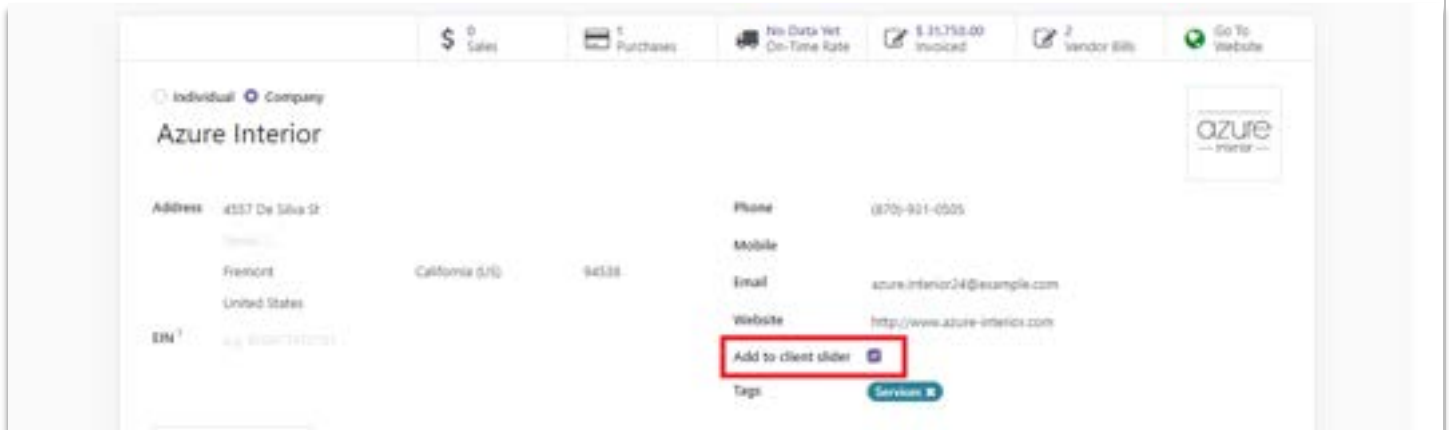 0 Sales
1 Purchases
No Data Yet On-Time Rate
$ 31,750.00 Invoiced
2 Vendor Bills
Go To Website
Individual Company
Azure Interior
azure
interior
Address 4557 De Silva St
Phone (870)-931-0505
Mobile
Fremont California (US) 94538
Email azure.Interior24@example.com
United States
Website http://www.azure-interior.com
EIN ?
Add to client slider
Tags Services ×